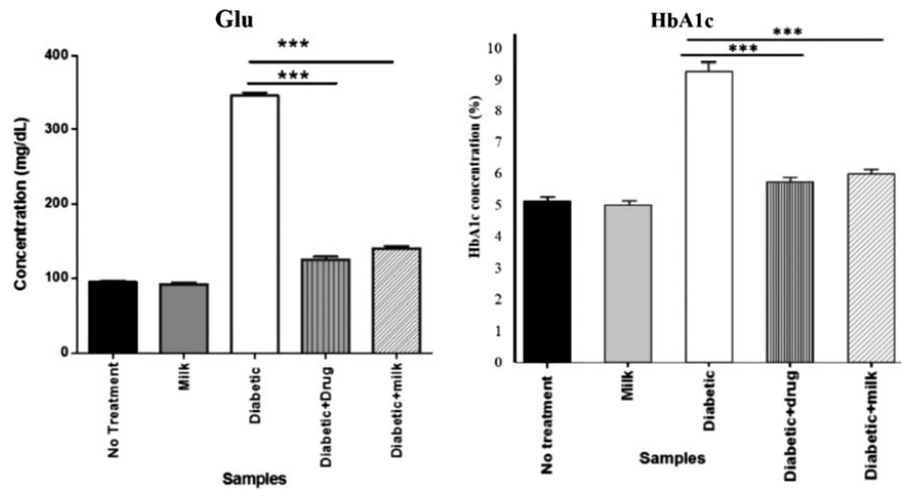 Glu
***
***
400
300
200
100
0
Concentration (mg/dL)
No Treatment
Milk
Diabetic
Diabetic+Drug
Diabetic+milk
Samples
HbA1c
***
***
10
9
8
7
6
5
4
3
2
1
0
HbA1c concentration (%)
No treatment
Milk
Diabetic
Diabetic+drug
Diabetic+milk
Samples